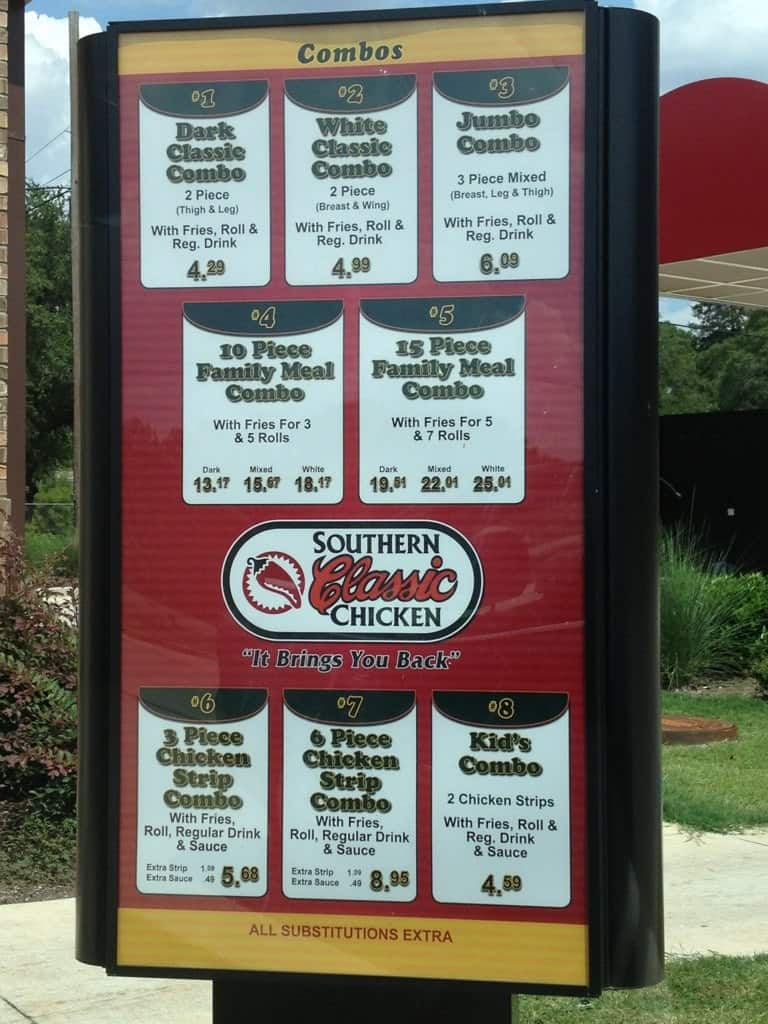 Combos
#1
Dark
Classic
Combo
2 Piece
(Thigh & Leg)
With Fries, Roll &
Reg. Drink
4.29
#2
White
Classic
Combo
2 Piece
(Breast & Wing)
With Fries, Roll &
Reg. Drink
4.99
#3
Jumbo
Combo
3 Piece Mixed
(Breast, Leg & Thigh)
With Fries, Roll &
Reg. Drink
6.09
#4
10 Piece
Family Meal
Combo
With Fries For 3
& 5 Rolls
Dark Mixed White
13.17 15.67 18.17
#5
15 Piece
Family Meal
Combo
With Fries For 5
& 7 Rolls
Dark Mixed White
19.51 22.01 25.01
SOUTHERN
Classic
CHICKEN
"It Brings You Back"
#6
3 Piece
Chicken
Strip
Combo
With Fries,
Roll, Regular Drink
& Sauce
Extra Strip 1.09
Extra Sauce .49
5.68
#7
6 Piece
Chicken
Strip
Combo
With Fries,
Roll, Regular Drink
& Sauce
Extra Strip 1.09
Extra Sauce .49
8.95
#8
Kid's
Combo
2 Chicken Strips
With Fries, Roll &
Reg. Drink
& Sauce
4.59
ALL SUBSTITUTIONS EXTRA